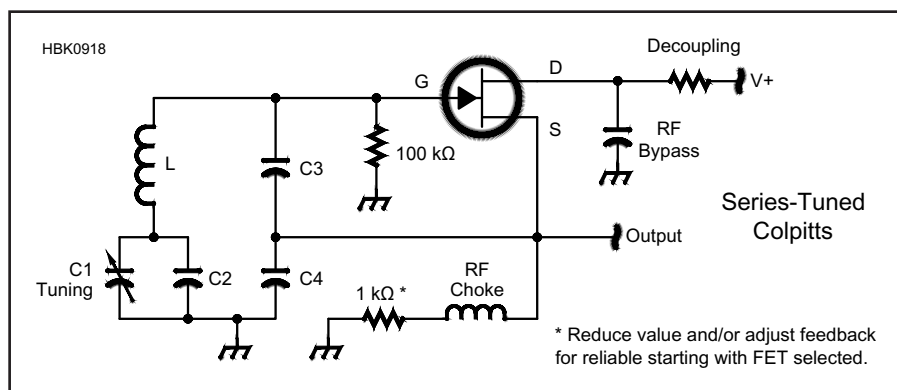 HBK0918
Decoupling
G
D
V+
S
100 kΩ
RF
Bypass
L
C3
Series-Tuned
Colpitts
Output
C1
Tuning
C2
C4
RF
Choke
1 kΩ *
* Reduce value and/or adjust feedback
for reliable starting with FET selected.